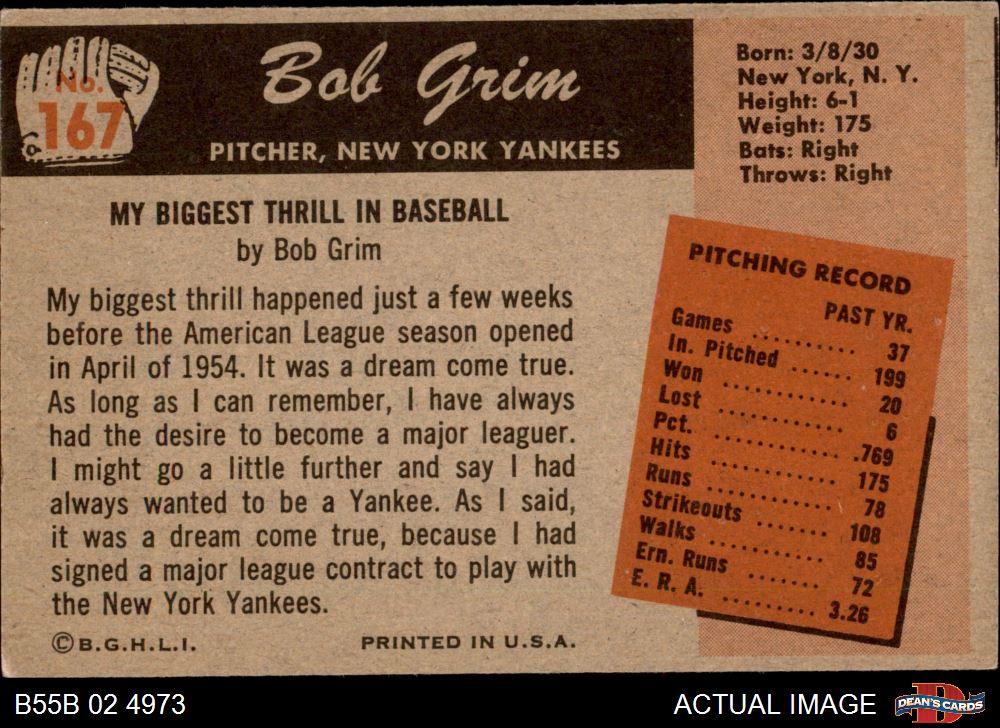 No.
167
Bob Grim
PITCHER, NEW YORK YANKEES
Born: 3/8/30
New York, N. Y.
Height: 6-1
Weight: 175
Bats: Right
Throws: Right
MY BIGGEST THRILL IN BASEBALL
by Bob Grim
My biggest thrill happened just a few weeks
before the American League season opened
in April of 1954. It was a dream come true.
As long as I can remember, I have always
had the desire to become a major leaguer.
I might go a little further and say I had
always wanted to be a Yankee. As I said,
it was a dream come true, because I had
signed a major league contract to play with
the New York Yankees.
©B.G.H.L.I. PRINTED IN U.S.A.
PITCHING RECORD
PAST YR.
Games .......... 37
In. Pitched ...... 199
Won .......... 20
Lost .......... 6
Pct. .......... .769
Hits .......... 175
Runs .......... 78
Strikeouts ...... 108
Walks .......... 85
Ern. Runs ....... 72
E. R. A. ......... 3.26
B55B 02 4973
ACTUAL IMAGE
D
DEAN'S CARDS